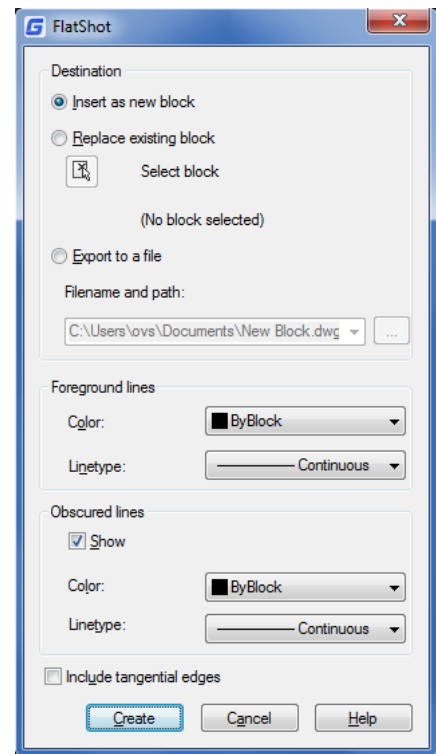 FlatShot
Destination
Insert as new block
Replace existing block
Select block
(No block selected)
Export to a file
Filename and path:
C:\Users\ovs\Documents\New Block.dwg
...
Foreground lines
Color: ByBlock
Linetype: Continuous
Obscured lines
Show
Color: ByBlock
Linetype: Continuous
Include tangential edges
Create Cancel Help